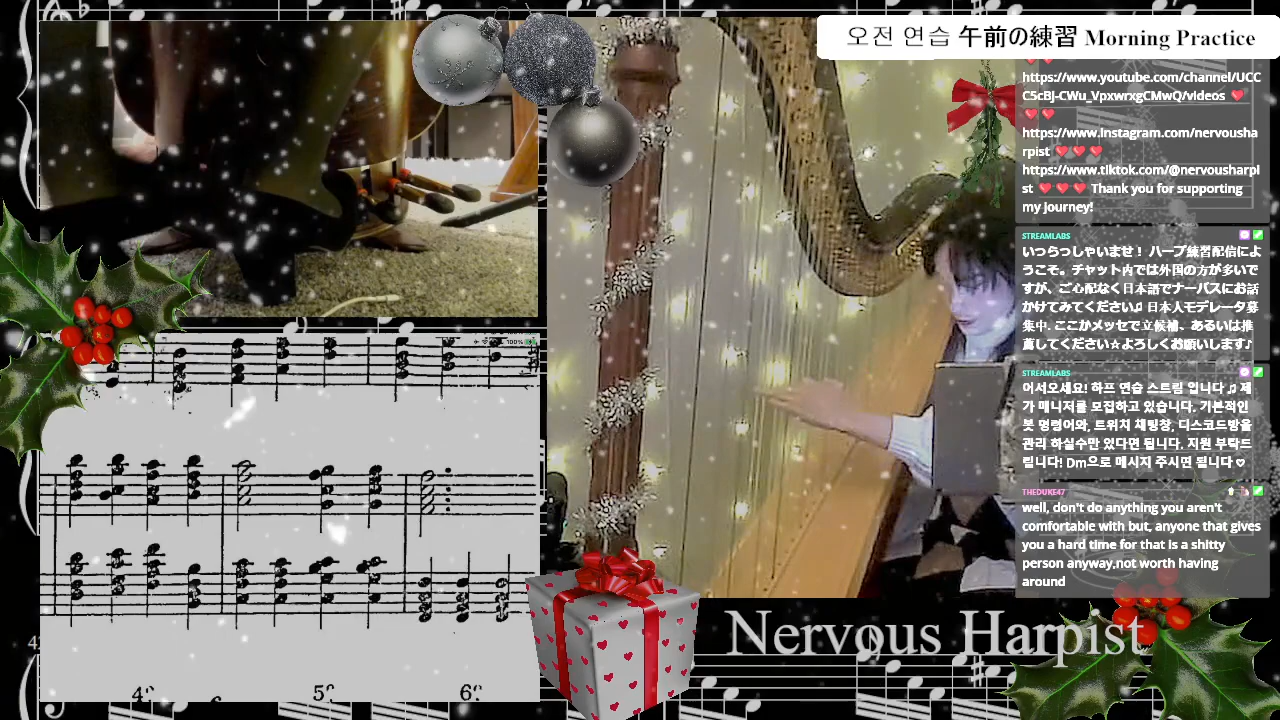 오전 연습 午前の練習 Morning Practice
https://www.youtube.com/channel/UCC
C5cBJ-CWu_VpxwrxgCMwQ/videos ❤️
❤️ ❤️
https://www.instagram.com/nervousha
rpist ❤️ ❤️ ❤️
https://www.tiktok.com/@nervousharpi
st ❤️ ❤️ ❤️ Thank you for supporting
my journey!
STREAMLABS
いっらっしゃいませ！ ハープ練習配信によ
うこそ。チャット内では外国の方が多いで
すが、ご心配なく日本語でナーバスにお話
かけてみてください♫ 日本人モデレータ募
集中. ここかメッセで立候補、あるいは推
薦してください☆よろしくお願いします♪
STREAMLABS
어서오세요! 하프 연습 스트림 입니다 ♫ 제
가 매니저를 모집하고 있습니다. 기본적인
봇 명령어와, 트위치 채팅창, 디스코드방을
관리 하실수만 있다면 됩니다. 지원 부탁드
립니다! Dm으로 메시지 주시면 됩니다 ♡
THEDUKE47
well, don't do anything you aren't
comfortable with but, anyone that gives
you a hard time for that is a shitty
person anyway,not worth having
around
Nervous Harpist